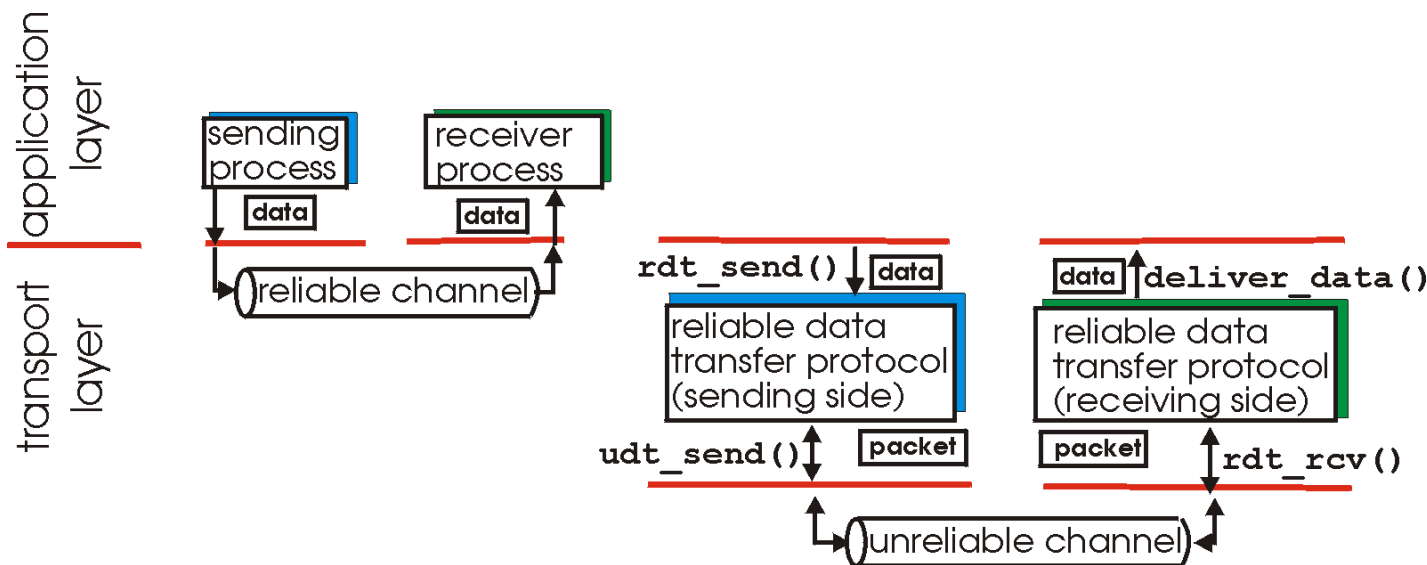 application
layer
transport
layer
sending
process
data
receiver
process
data
reliable channel
rdt_send()
data
reliable data
transfer protocol
(sending side)
udt_send()
packet
data
deliver_data()
reliable data
transfer protocol
(receiving side)
packet
rdt_rcv()
unreliable channel